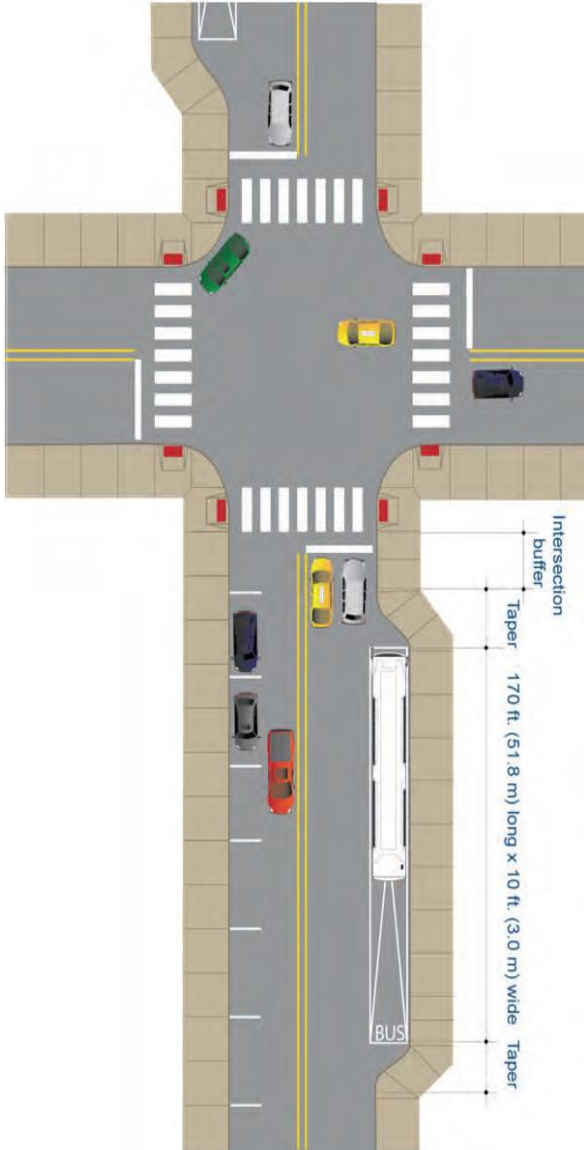 Intersection
buffer
Taper
170 ft. (51.8 m) long x 10 ft. (3.0 m) wide
Taper
BUS